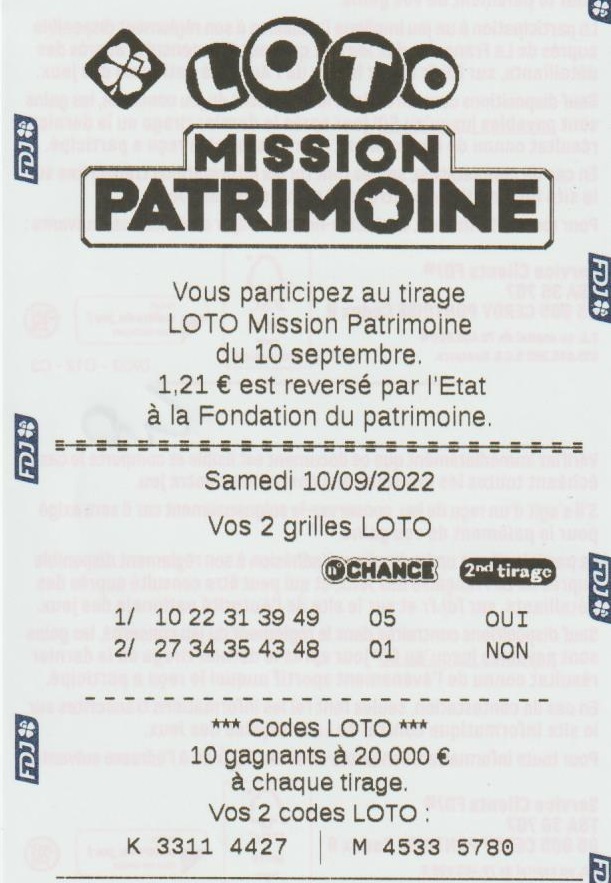 LOTO
MISSION
PATRIMOINE
Vous participez au tirage
LOTO Mission Patrimoine
du 10 septembre.
1,21 € est reversé par l'Etat
à la Fondation du patrimoine.
Samedi 10/09/2022
Vos 2 grilles LOTO
N° CHANCE 2nd tirage
1/ 10 22 31 39 49 05 OUI
2/ 27 34 35 43 48 01 NON
*** Codes LOTO ***
10 gagnants à 20 000 €
à chaque tirage.
Vos 2 codes LOTO :
K 3311 4427 | M 4533 5780
FDJ
FDJ
FDJ
FDJ
FDJ